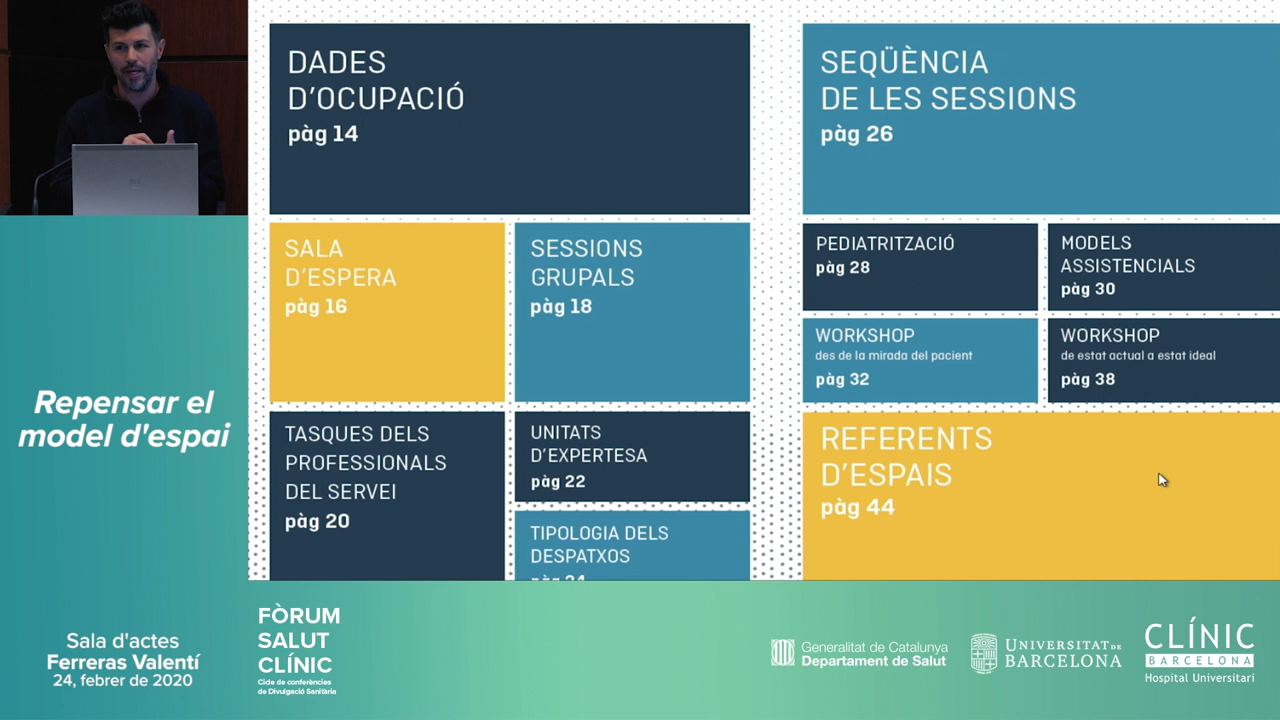 DADES
D'OCUPACIÓ
pàg 14
SALA
D'ESPERA
pàg 16
SESSIONS
GRUPALS
pàg 18
TASQUES DELS
PROFESSIONALS
DEL SERVEI
pàg 20
UNITATS
D'EXPERTESA
pàg 22
TIPOLOGIA DELS
DESPATXOS
SEQÜÈNCIA
DE LES SESSIONS
pàg 26
PEDIATRITZACIÓ
pàg 28
MODELS
ASSISTENCIALS
pàg 30
WORKSHOP
des de la mirada del pacient
pàg 32
WORKSHOP
de estat actual a estat ideal
pàg 38
REFERENTS
D'ESPAIS
pàg 44
Repensar el
model d'espai
Sala d'actes
Ferreras Valentí
24, febrer de 2020
FÒRUM
SALUT
CLÍNIC
Cicle de conferències
de Divulgació Sanitària
Generalitat de Catalunya
Departament de Salut
UNIVERSITAT DE
BARCELONA
CLÍNIC
BARCELONA
Hospital Universitari